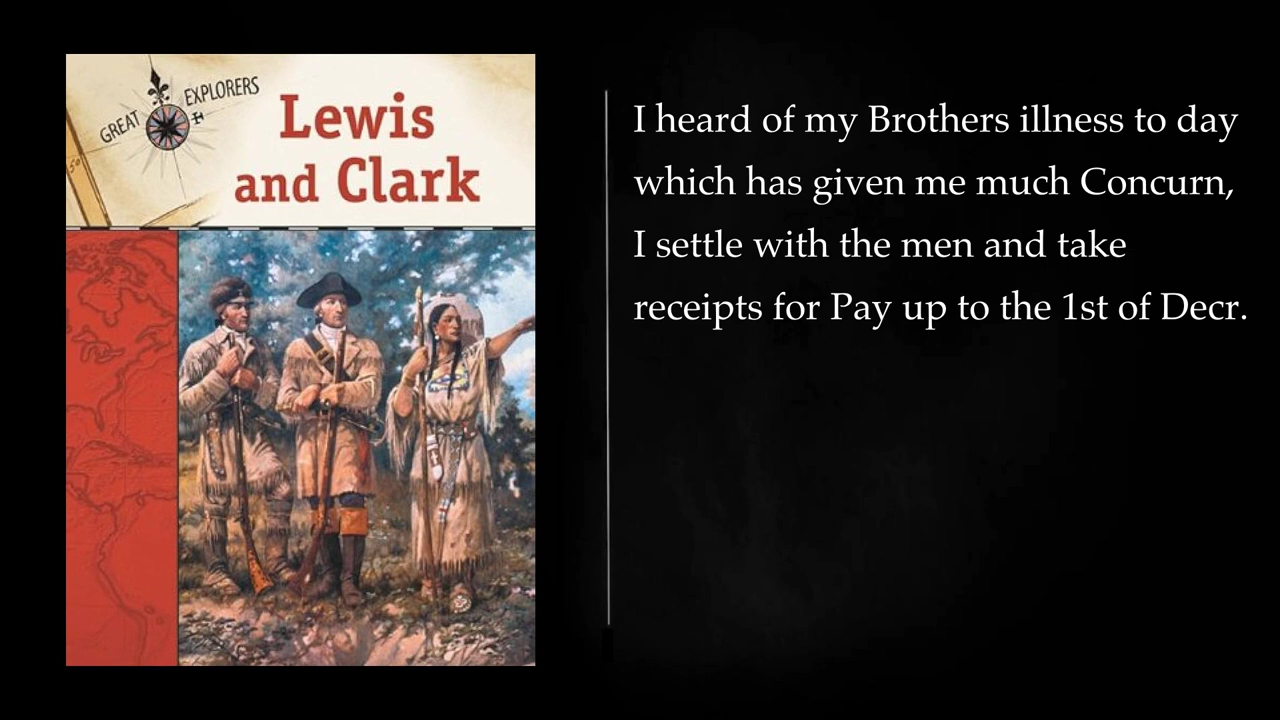 GREAT EXPLORERS
Lewis
and Clark
50
I heard of my Brothers illness to day
which has given me much Concurn,
I settle with the men and take
receipts for Pay up to the 1st of Decr.